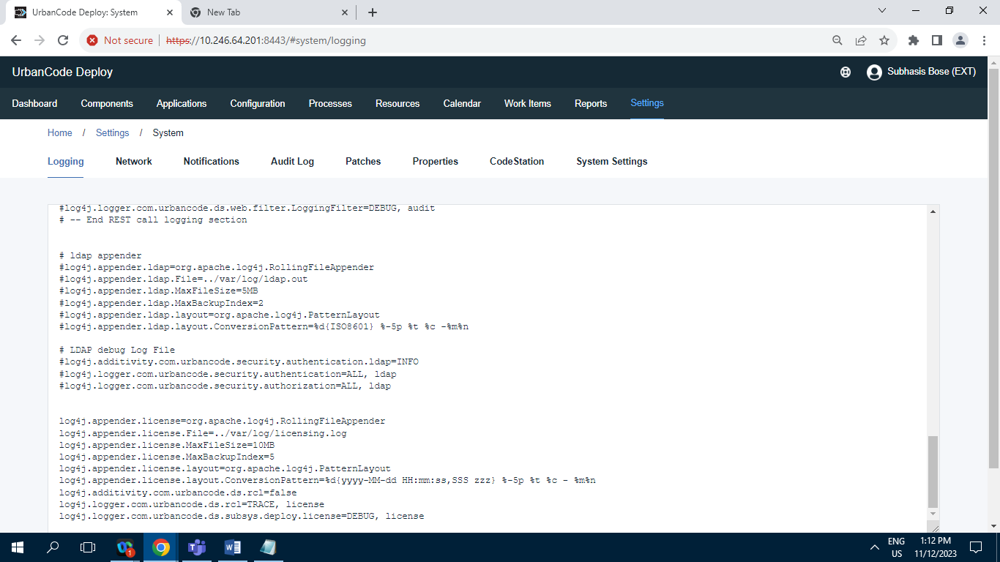 UrbanCode Deploy: System
New Tab
Not secure
https://10.246.64.201:8443/#system/logging
UrbanCode Deploy
Subhasis Bose (EXT)
Dashboard Components Applications Configuration Processes Resources Calendar Work Items Reports Settings
Home / Settings / System
Logging Network Notifications Audit Log Patches Properties CodeStation System Settings
#log4j.logger.com.urbancode.ds.web.filter.LoggingFilter=DEBUG, audit
# -- End REST call logging section
# ldap appender
#log4j.appender.ldap=org.apache.log4j.RollingFileAppender
#log4j.appender.ldap.File=../var/log/ldap.out
#log4j.appender.ldap.MaxFileSize=5MB
#log4j.appender.ldap.MaxBackupIndex=2
#log4j.appender.ldap.layout=org.apache.log4j.PatternLayout
#log4j.appender.ldap.layout.ConversionPattern=%d{ISO8601} %-5p %t %c -%m%n
# LDAP debug Log File
#log4j.additivity.com.urbancode.security.authentication.ldap=INFO
#log4j.logger.com.urbancode.security.authentication=ALL, ldap
#log4j.logger.com.urbancode.security.authorization=ALL, ldap
log4j.appender.license=org.apache.log4j.RollingFileAppender
log4j.appender.license.File=../var/log/licensing.log
log4j.appender.license.MaxFileSize=10MB
log4j.appender.license.MaxBackupIndex=5
log4j.appender.license.layout=org.apache.log4j.PatternLayout
log4j.appender.license.layout.ConversionPattern=%d{yyyy-MM-dd HH:mm:ss,SSS zzz} %-5p %t %c - %m%n
log4j.additivity.com.urbancode.ds.rcl=false
log4j.logger.com.urbancode.ds.rcl=TRACE, license
log4j.logger.com.urbancode.ds.subsys.deploy.license=DEBUG, license
1
ENG
US
1:12 PM
11/12/2023